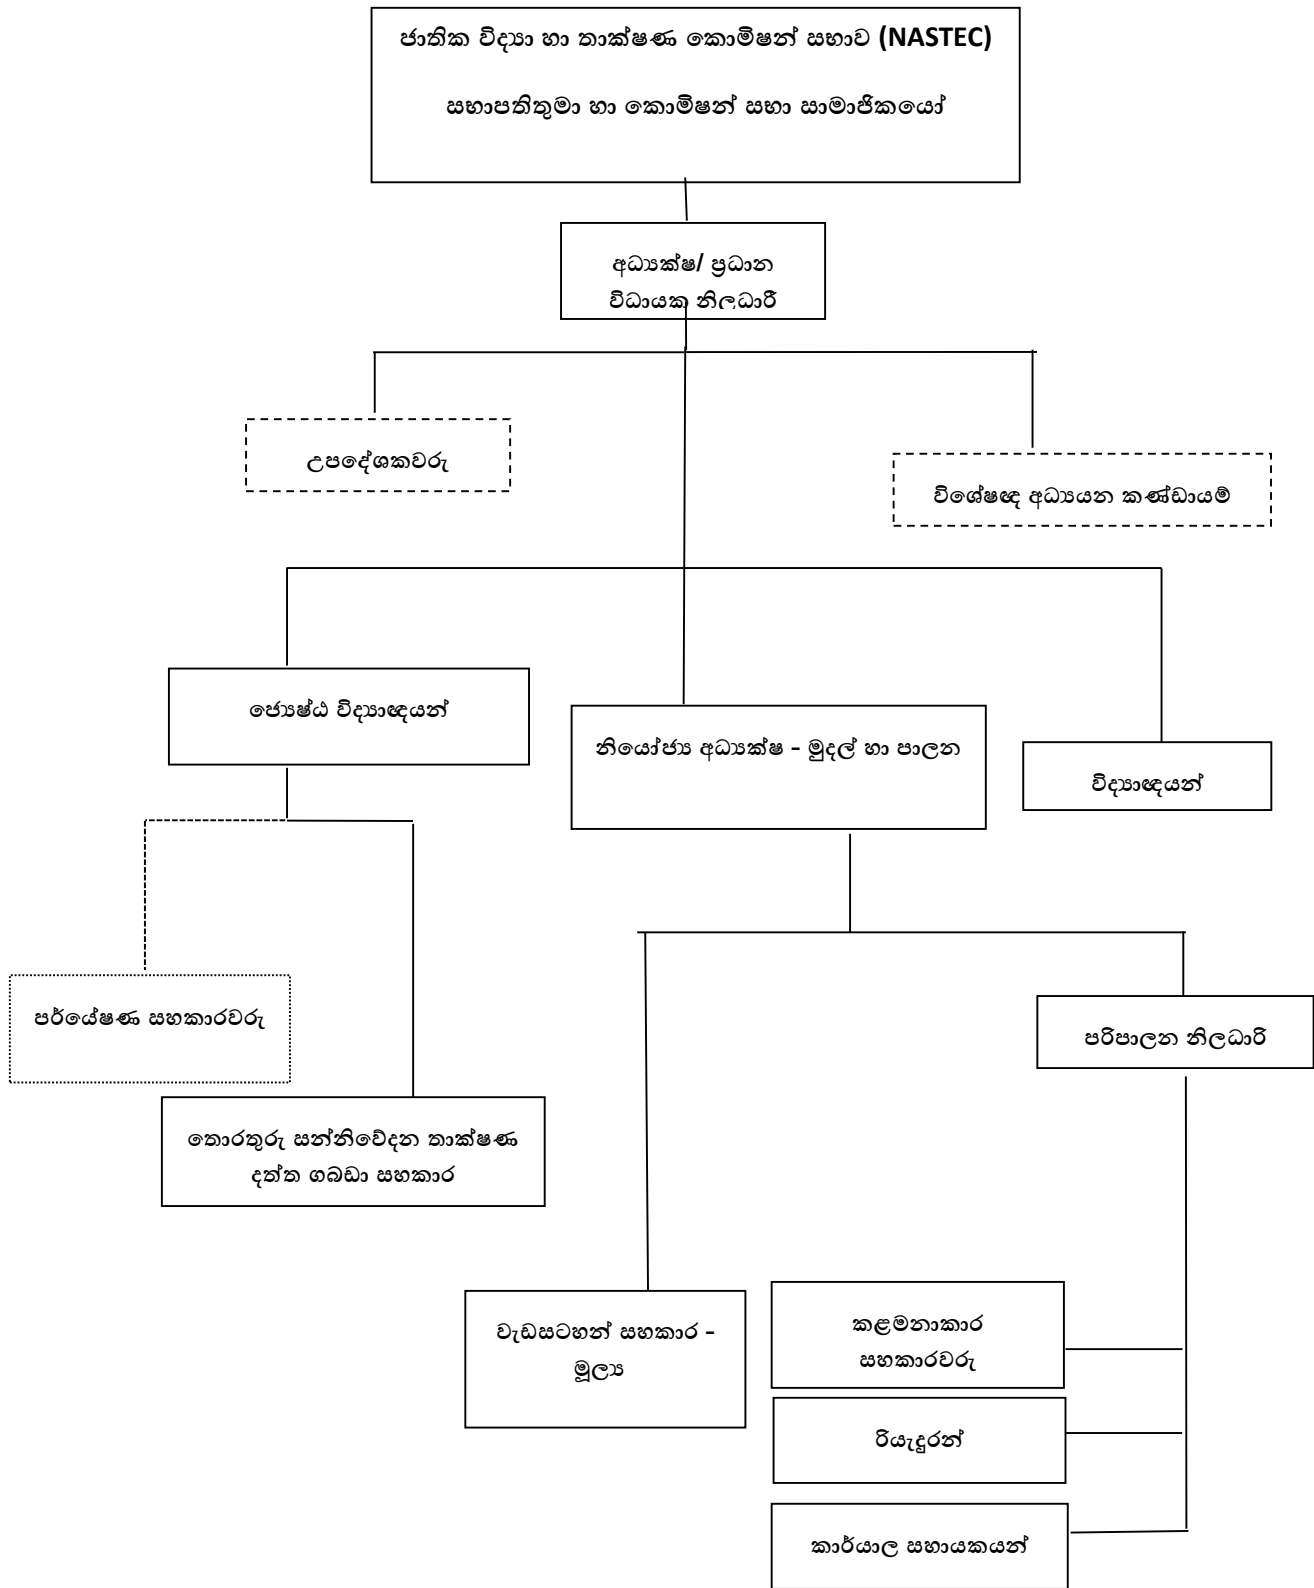 ජාතික විද්‍යා හා තාක්ෂණ කොමිෂන් සභාව (NASTEC)
සභාපතිතුමා හා කොමිෂන් සභා සාමාජිකයෝ
අධ්‍යක්ෂ/ ප්‍රධාන
විධායක නිලධාරී
උපදේශකවරු
විශේෂඥ අධ්‍යයන කණ්ඩායම්
ජ්‍යෙෂ්ඨ විද්‍යාඥයන්
නියෝජ්‍ය අධ්‍යක්ෂ – මුදල් හා පාලන
විද්‍යාඥයන්
පර්යේෂණ සහකාරවරු
පරිපාලන නිලධාරි
තොරතුරු සන්නිවේදන තාක්ෂණ
දත්ත ගබඩා සහකාර
වැඩසටහන් සහකාර –
මූල්‍ය
කළමනාකාර
සහකාරවරු
රියැදුරන්
කාර්යාල සහායකයන්